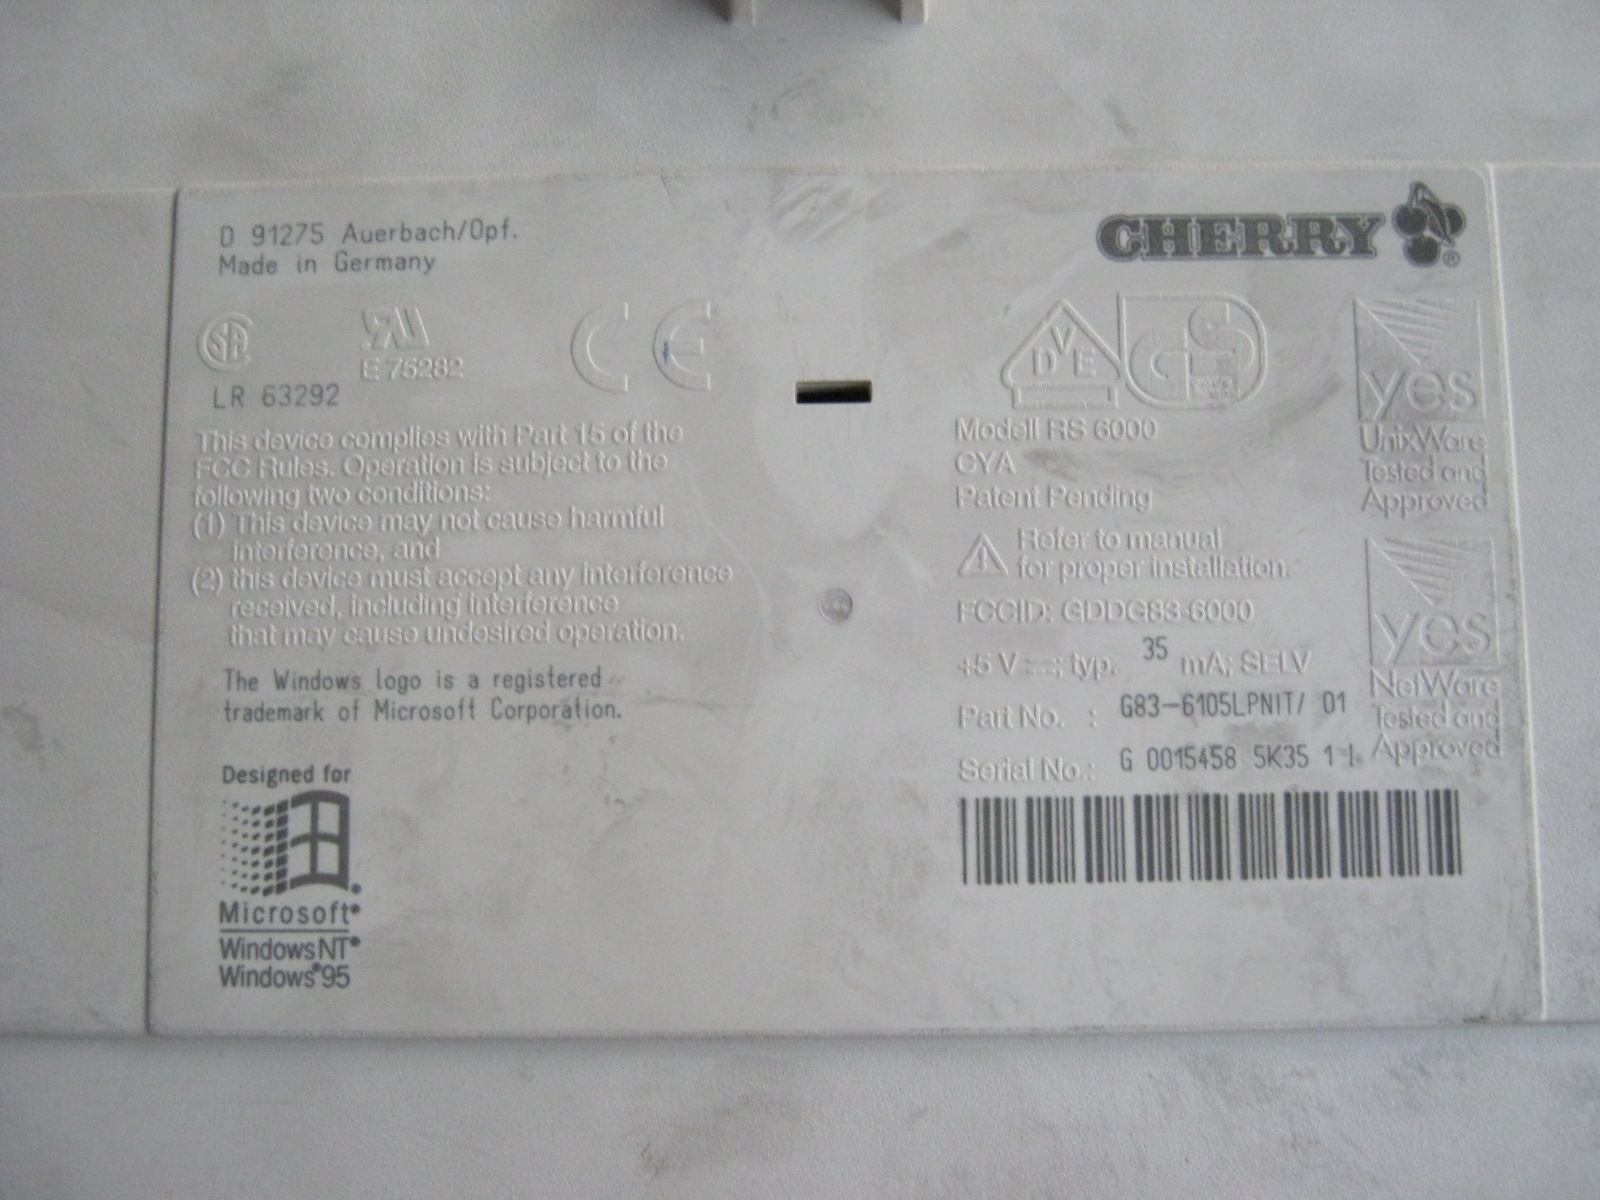 D 91275 Auerbach/Opf.
Made in Germany
CHERRY
®
SA
E 75282
LR 63292
CE
This device complies with Part 15 of the
FCC Rules. Operation is subject to the
following two conditions:
(1) This device may not cause harmful
interference, and
(2) this device must accept any interference
received, including interference
that may cause undesired operation.
The Windows logo is a registered
trademark of Microsoft Corporation.
Designed for
Microsoft®
Windows NT®
Windows®95
VDE
GS
Modell RS 6000
CYA
Patent Pending
Refer to manual
for proper installation.
FCCID: GDDG83-6000
+5 V ; typ. 35 mA; SELV
Part No. : G83-6105LPNIT/ 01
Serial No.: G 0015458 5K35 1
yes
UnixWare
Tested and
Approved
yes
NetWare
Tested and
Approved